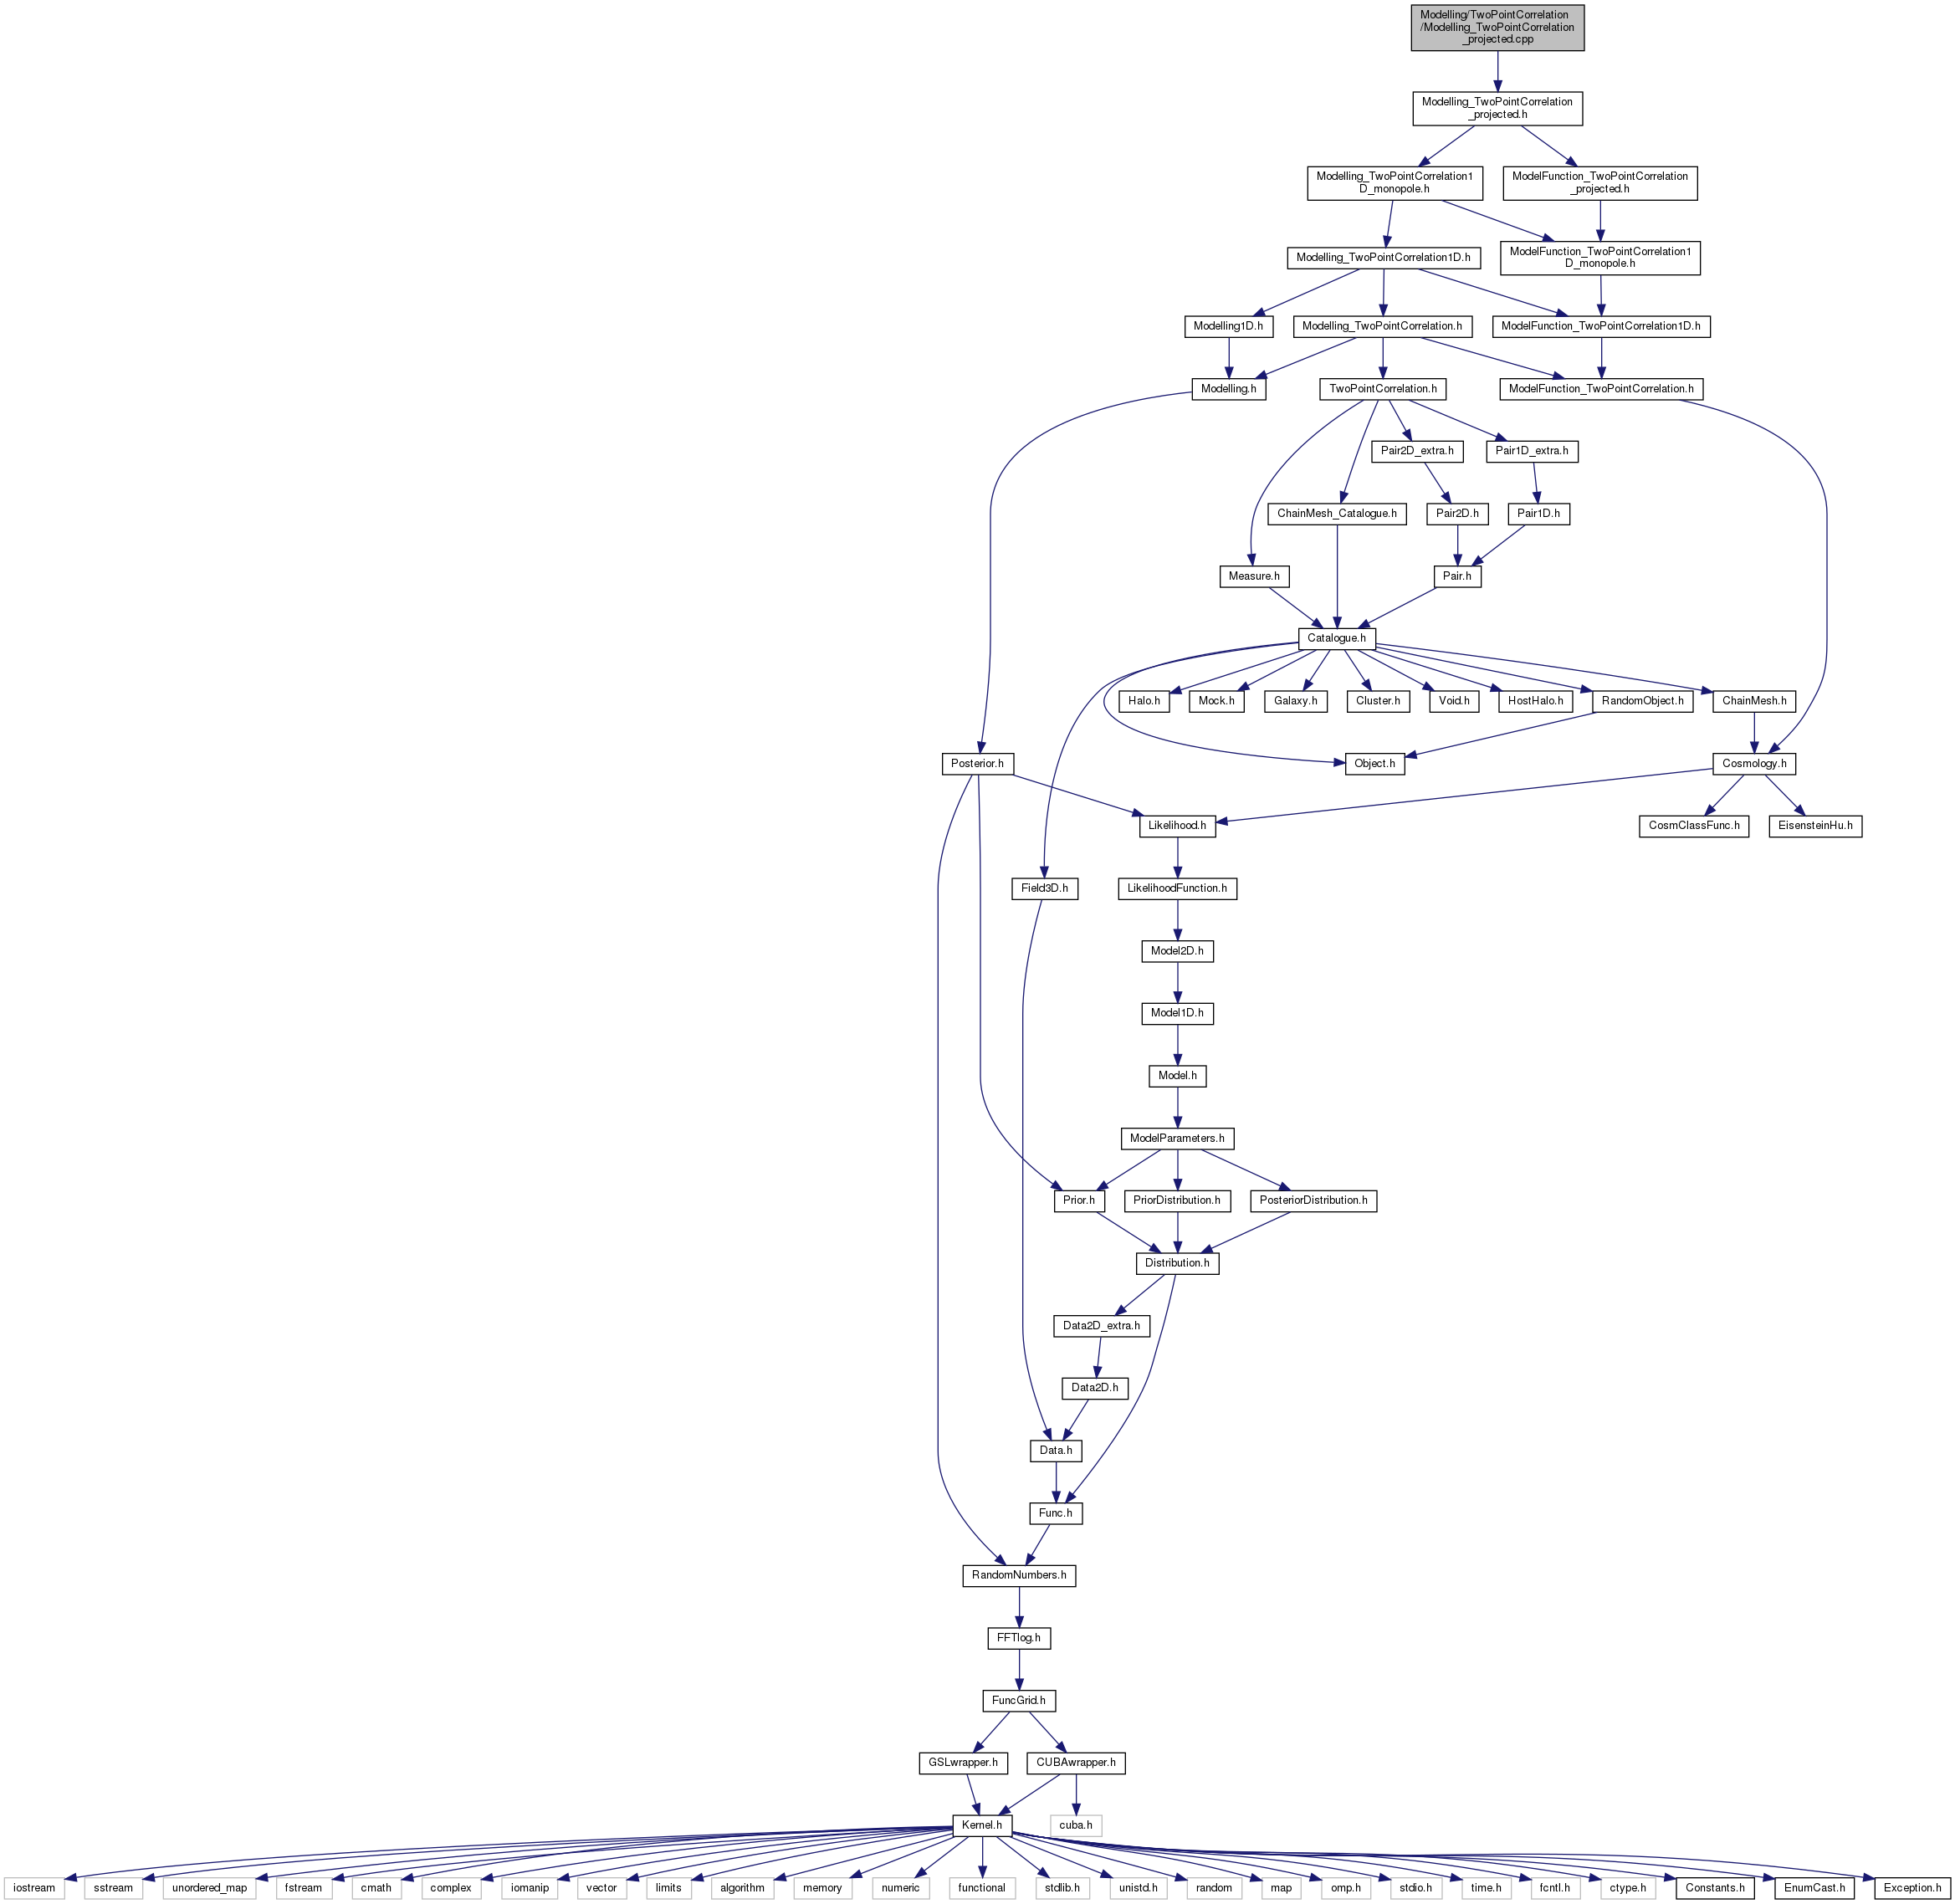 Modelling/TwoPointCorrelation
/Modelling_TwoPointCorrelation
_projected.cpp
Modelling_TwoPointCorrelation
_projected.h
Modelling_TwoPointCorrelation1
D_monopole.h
ModelFunction_TwoPointCorrelation
_projected.h
Modelling_TwoPointCorrelation1D.h
ModelFunction_TwoPointCorrelation1
D_monopole.h
Modelling1D.h
Modelling_TwoPointCorrelation.h
ModelFunction_TwoPointCorrelation1D.h
Modelling.h
TwoPointCorrelation.h
ModelFunction_TwoPointCorrelation.h
Pair2D_extra.h
Pair1D_extra.h
ChainMesh_Catalogue.h
Pair2D.h
Pair1D.h
Measure.h
Pair.h
Catalogue.h
Halo.h
Mock.h
Galaxy.h
Cluster.h
Void.h
HostHalo.h
RandomObject.h
ChainMesh.h
Posterior.h
Object.h
Cosmology.h
Likelihood.h
CosmClassFunc.h
EisensteinHu.h
Field3D.h
LikelihoodFunction.h
Model2D.h
Model1D.h
Model.h
ModelParameters.h
Prior.h
PriorDistribution.h
PosteriorDistribution.h
Distribution.h
Data2D_extra.h
Data2D.h
Data.h
Func.h
RandomNumbers.h
FFTlog.h
FuncGrid.h
GSLwrapper.h
CUBAwrapper.h
Kernel.h
cuba.h
iostream
sstream
unordered_map
fstream
cmath
complex
iomanip
vector
limits
algorithm
memory
numeric
functional
stdlib.h
unistd.h
random
map
omp.h
stdio.h
time.h
fcntl.h
ctype.h
Constants.h
EnumCast.h
Exception.h